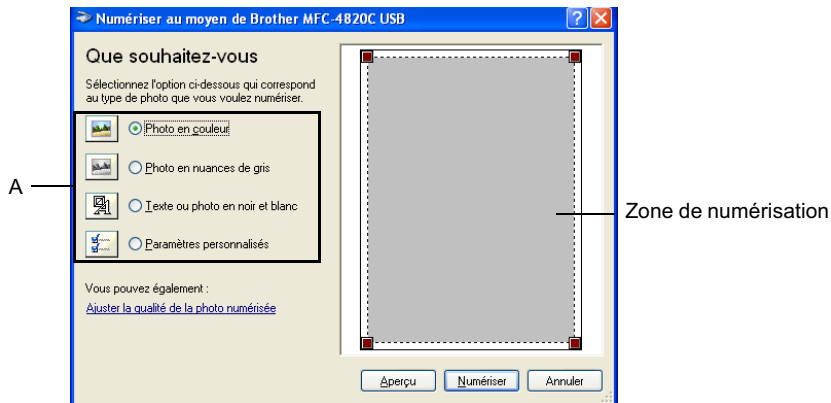 Numériser au moyen de Brother MFC-4820C USB
Que souhaitez-vous
Sélectionnez l'option ci-dessous qui correspond
au type de photo que vous voulez numériser.
Photo en couleur
Photo en nuances de gris
A
Texte ou photo en noir et blanc
Zone de numérisation
Paramètres personnalisés
Vous pouvez également :
Ajuster la qualité de la photo numérisée
Aperçu
Numériser
Annuler